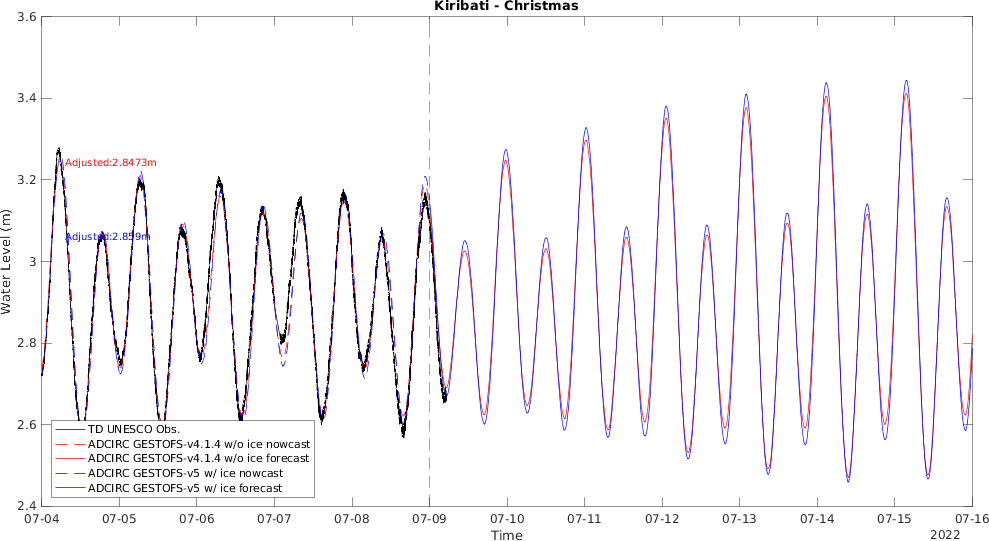 Kiribati - Christmas
3.6
3.4
3.2
3
2.8
2.6
2.4
Water Level (m)
Adjusted:2.8473m
Adjusted:2.859m
TD UNESCO Obs.
ADCIRC GESTOFS-v4.1.4 w/o ice nowcast
ADCIRC GESTOFS-v4.1.4 w/o ice forecast
ADCIRC GESTOFS-v5 w/ ice nowcast
ADCIRC GESTOFS-v5 w/ ice forecast
07-04 07-05 07-06 07-07 07-08 07-09 07-10 07-11 07-12 07-13 07-14 07-15 07-16
Time
2022